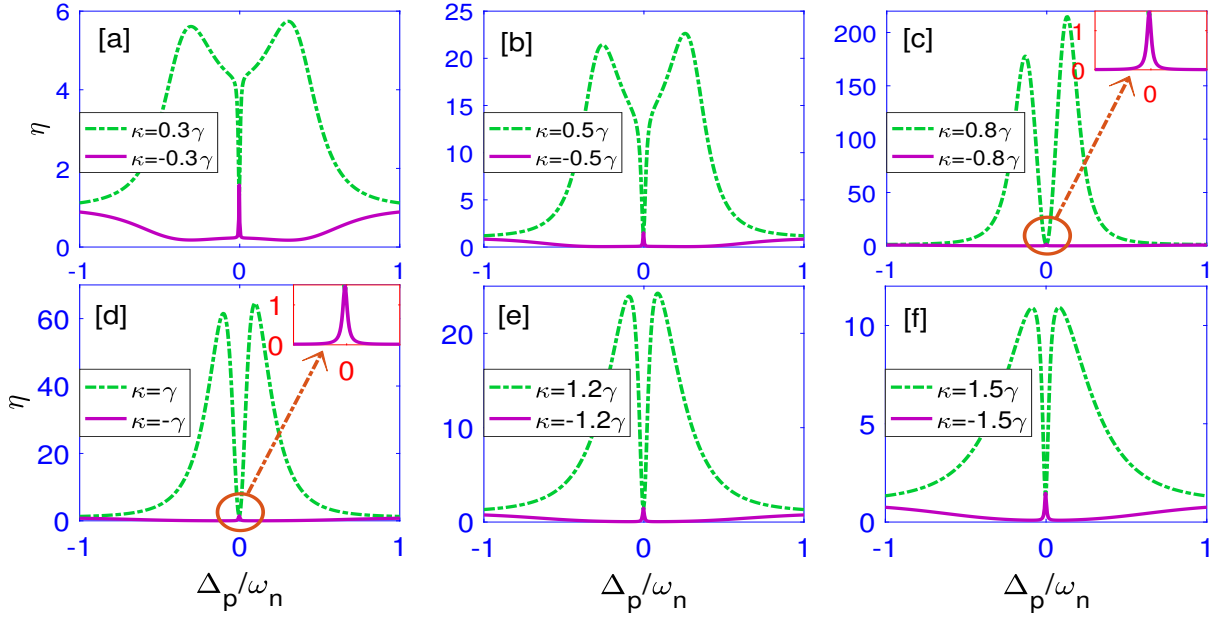 [a]
6
4
2
0
η
κ=0.3γ
κ=-0.3γ
-1 0 1
[b]
25
20
15
10
5
0
κ=0.5γ
κ=-0.5γ
-1 0 1
[c]
200
150
100
50
0
κ=0.8γ
κ=-0.8γ
1
0
0
-1 0 1
[d]
60
40
20
0
η
κ=γ
κ=-γ
1
0
0
-1 0 1
Δp/ωn
[e]
20
10
0
κ=1.2γ
κ=-1.2γ
-1 0 1
Δp/ωn
[f]
10
5
0
κ=1.5γ
κ=-1.5γ
-1 0 1
Δp/ωn